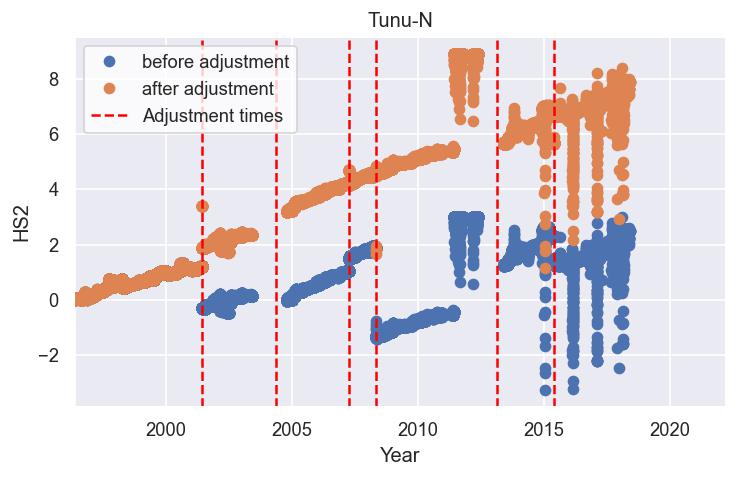 Tunu-N
before adjustment
after adjustment
Adjustment times
HS2
8
6
4
2
0
−2
2000 2005 2010 2015 2020
Year